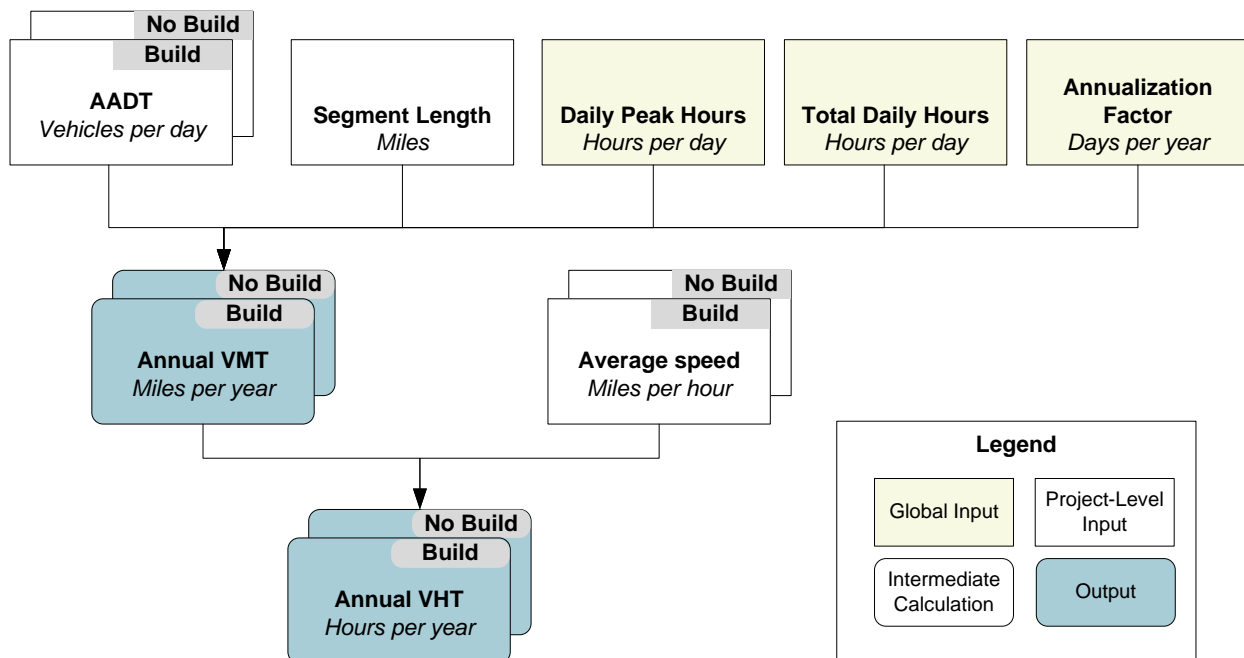 No Build
Build
AADT
Vehicles per day
Segment Length
Miles
Daily Peak Hours
Hours per day
Total Daily Hours
Hours per day
Annualization
Factor
Days per year
No Build
Build
Annual VMT
Miles per year
No Build
Build
Average speed
Miles per hour
No Build
Build
Annual VHT
Hours per year
Legend
Global Input
Project-Level
Input
Intermediate
Calculation
Output